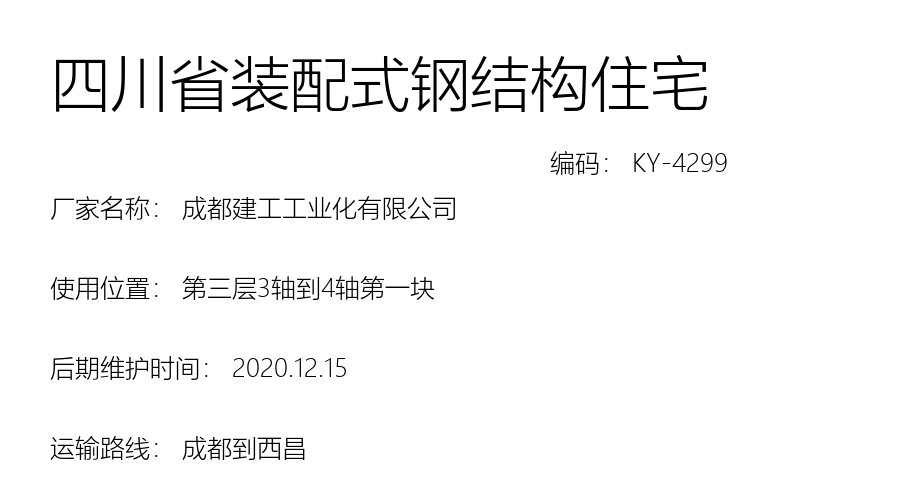 四川省装配式钢结构住宅
编码： KY-4299
厂家名称： 成都建工工业化有限公司
使用位置： 第三层3轴到4轴第一块
后期维护时间： 2020.12.15
运输路线： 成都到西昌